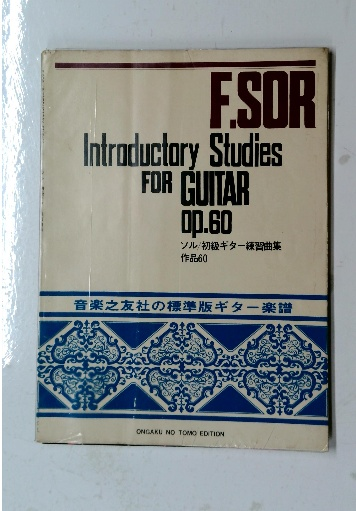 F.SOR
Introductory Studies
FOR GUITAR
op.60
ソル/初級ギター練習曲集
作品60
音楽之友社の標準版ギター楽譜
ONGAKU NO TOMO EDITION